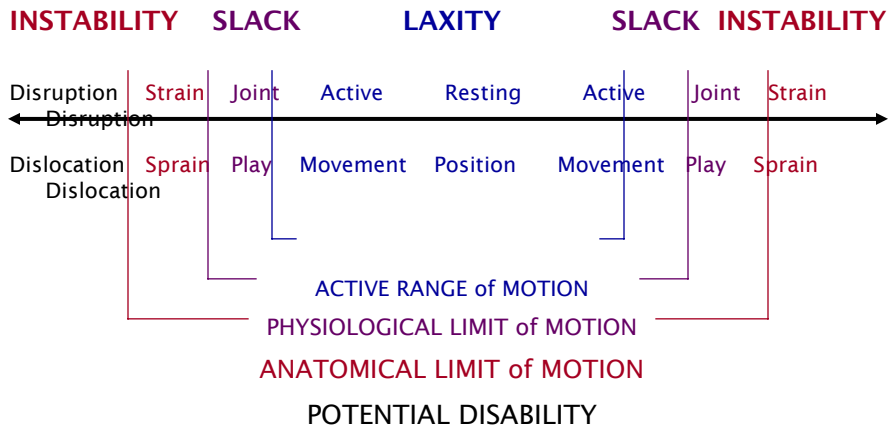 INSTABILITY SLACK LAXITY SLACK INSTABILITY
Disruption Strain Joint Active Resting Active Joint Strain
Disruption
Dislocation Sprain Play Movement Position Movement Play Sprain
Dislocation
ACTIVE RANGE of MOTION
PHYSIOLOGICAL LIMIT of MOTION
ANATOMICAL LIMIT of MOTION
POTENTIAL DISABILITY